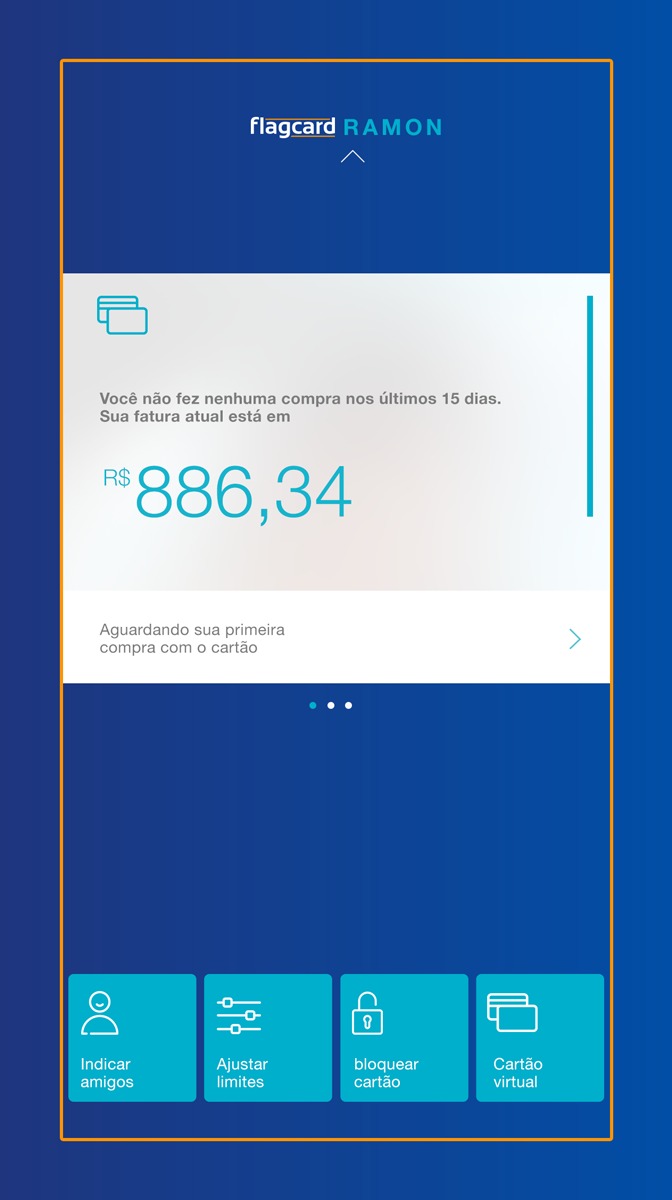 flagcard RAMON
Você não fez nenhuma compra nos últimos 15 dias.
Sua fatura atual está em
R$ 886,34
Aguardando sua primeira
compra com o cartão
Indicar
amigos
Ajustar
limites
bloquear
cartão
Cartão
virtual